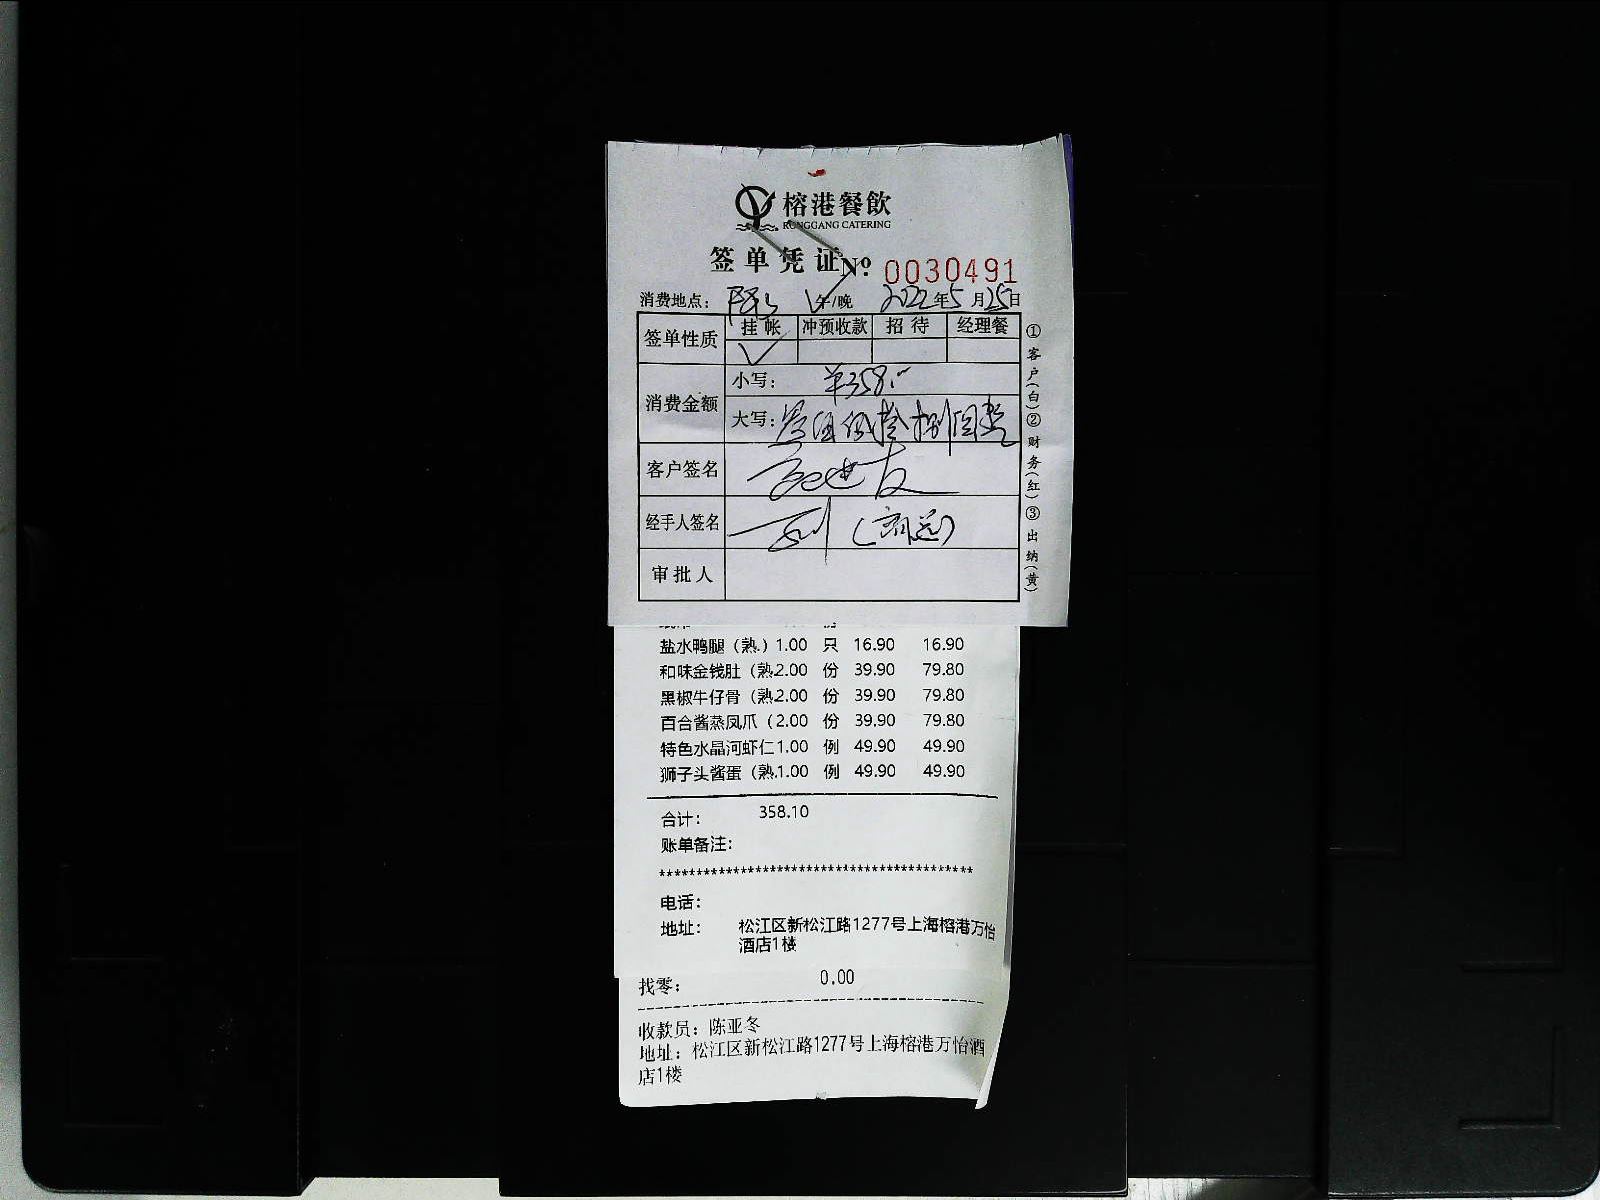 榕港餐飲
RONGGANG CATERING
签单凭证 No. 0030491
消费地点： 午/晚 2022年5月25日
签单性质 挂帐 冲预收款 招待 经理餐
消费金额 小写： ¥358.-
大写： 佰 拾捌 整
客户签名
经手人签名
审批人
①客户(白)②财务(红)③出纳(黄)
盐水鸭腿（熟.）1.00 只 16.90 16.90
和味金钱肚（熟2.00 份 39.90 79.80
黑椒牛仔骨（熟2.00 份 39.90 79.80
百合酱蒸凤爪（2.00 份 39.90 79.80
特色水晶河虾仁1.00 例 49.90 49.90
狮子头酱蛋（熟.1.00 例 49.90 49.90
合计： 358.10
账单备注：
******************************************
电话：
地址： 松江区新松江路1277号上海榕港万怡
酒店1楼
找零： 0.00
收款员：陈亚冬
地址：松江区新松江路1277号上海榕港万怡酒
店1楼